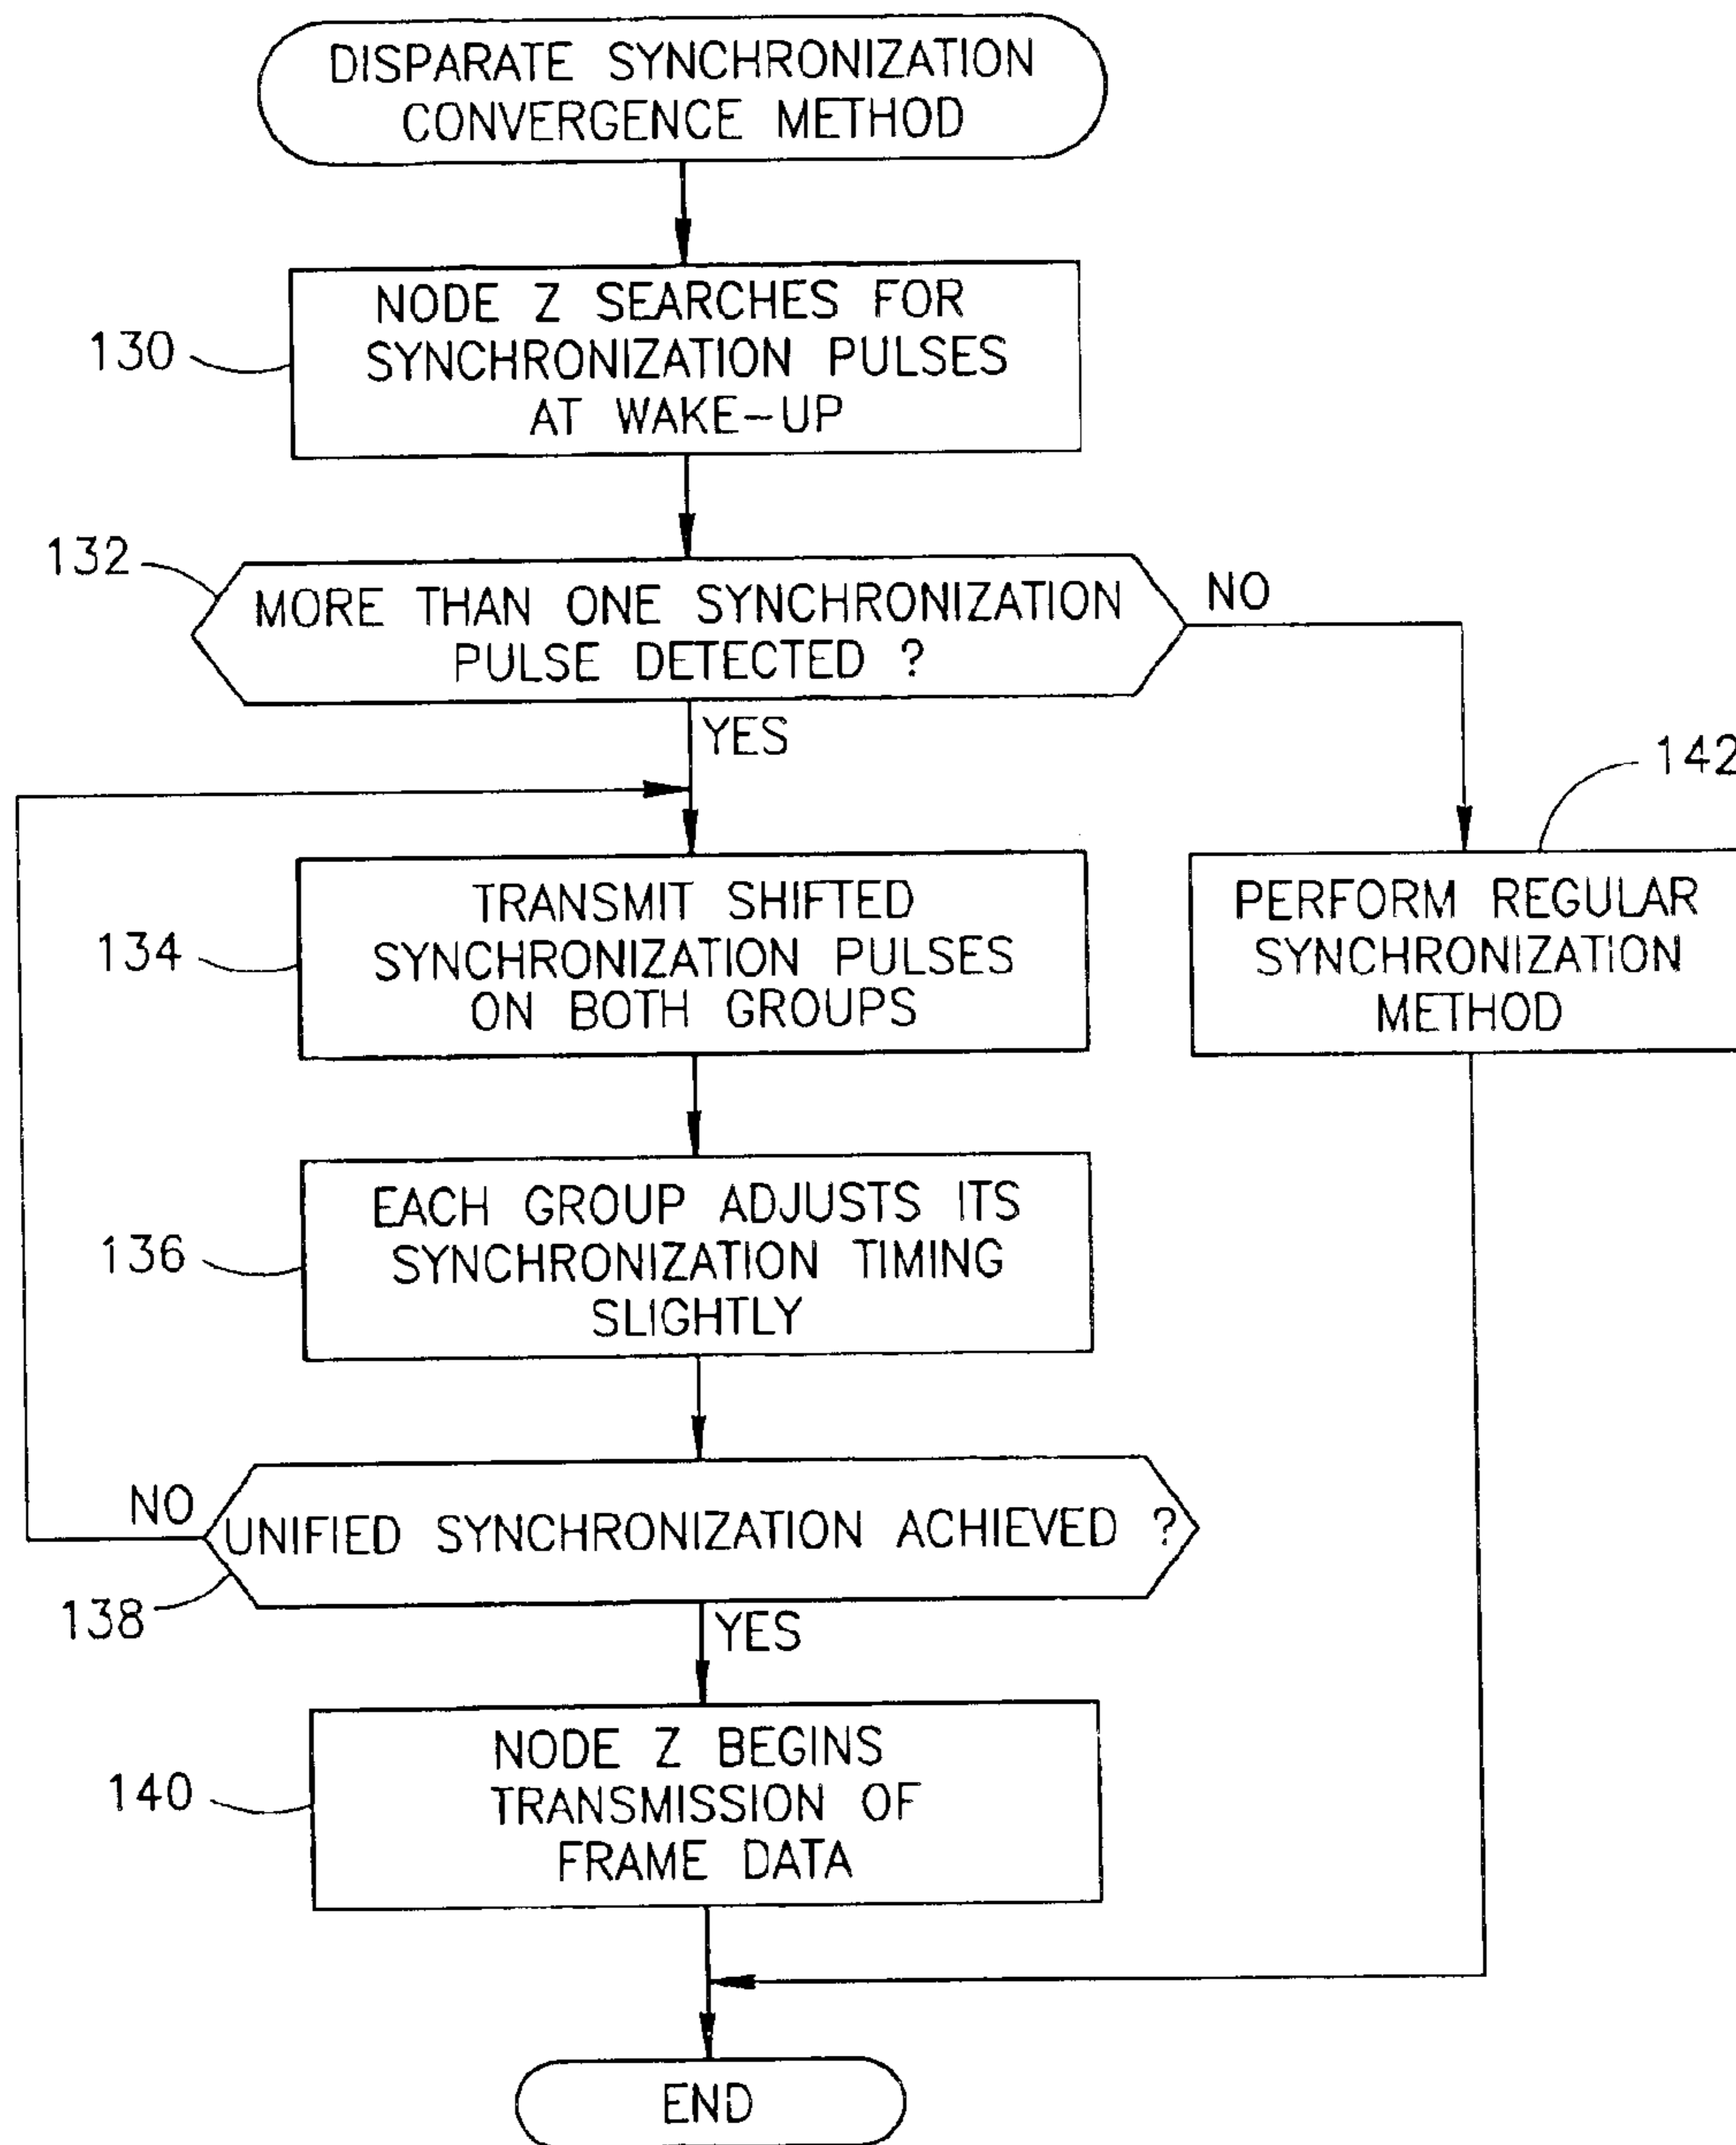 DISPARATE SYNCHRONIZATION
CONVERGENCE METHOD
130
NODE Z SEARCHES FOR
SYNCHRONIZATION PULSES
AT WAKE-UP
132
MORE THAN ONE SYNCHRONIZATION
PULSE DETECTED ?
NO
YES
142
134
TRANSMIT SHIFTED
SYNCHRONIZATION PULSES
ON BOTH GROUPS
PERFORM REGULAR
SYNCHRONIZATION
METHOD
136
EACH GROUP ADJUSTS ITS
SYNCHRONIZATION TIMING
SLIGHTLY
NO
UNIFIED SYNCHRONIZATION ACHIEVED ?
138
YES
140
NODE Z BEGINS
TRANSMISSION OF
FRAME DATA
END